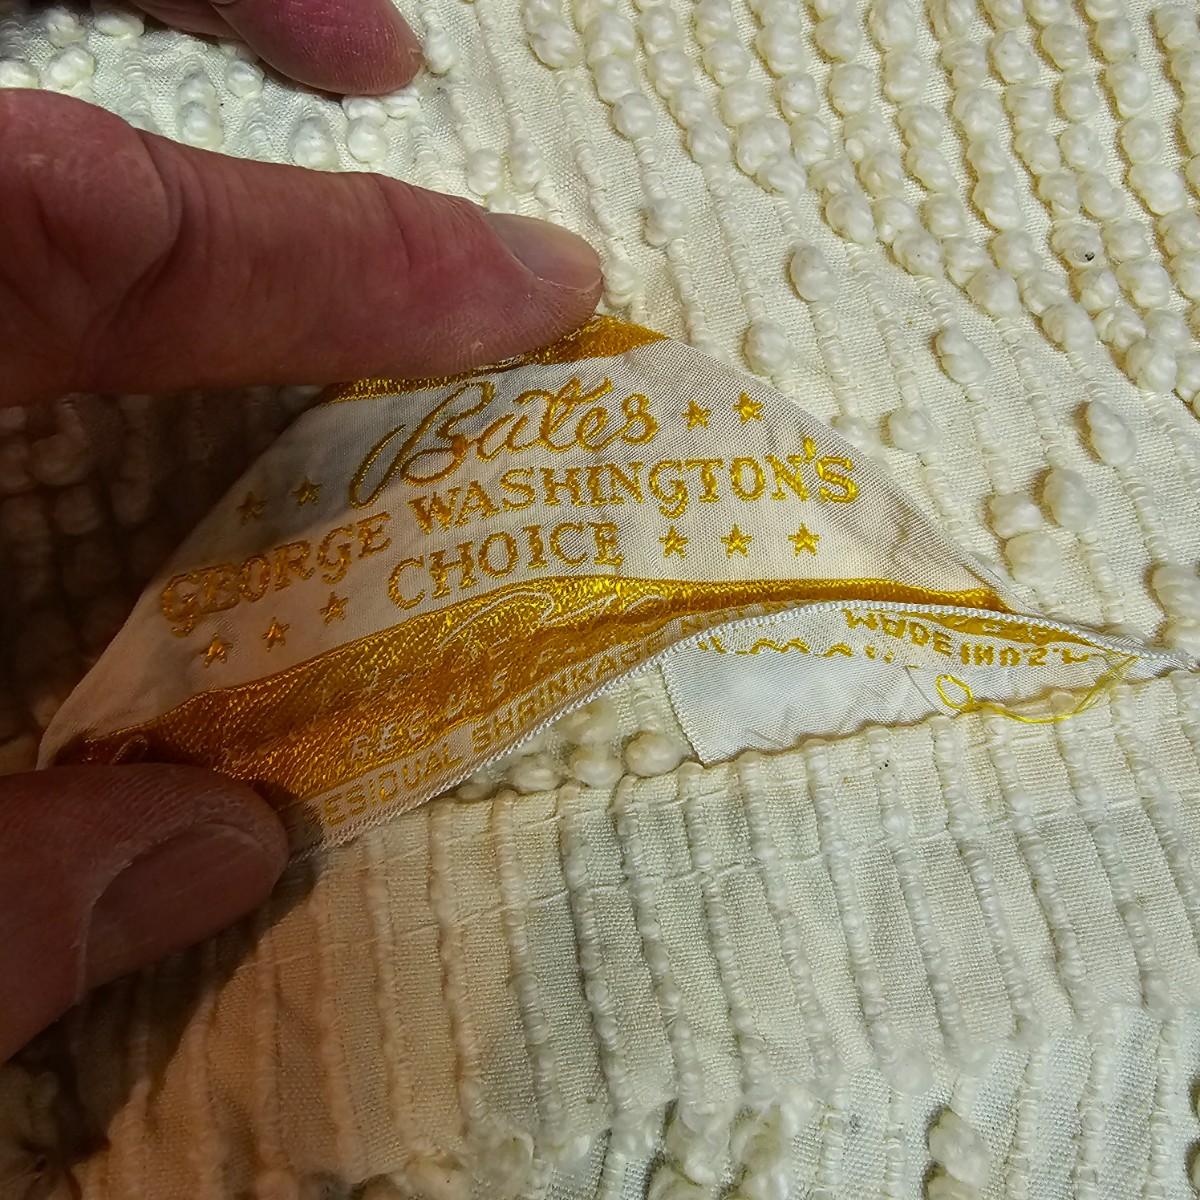 Bates
GEORGE WASHINGTON'S
CHOICE
REG. U.S. PAT.
RESIDUAL SHRINKAGE
MADE IN U.S.A.